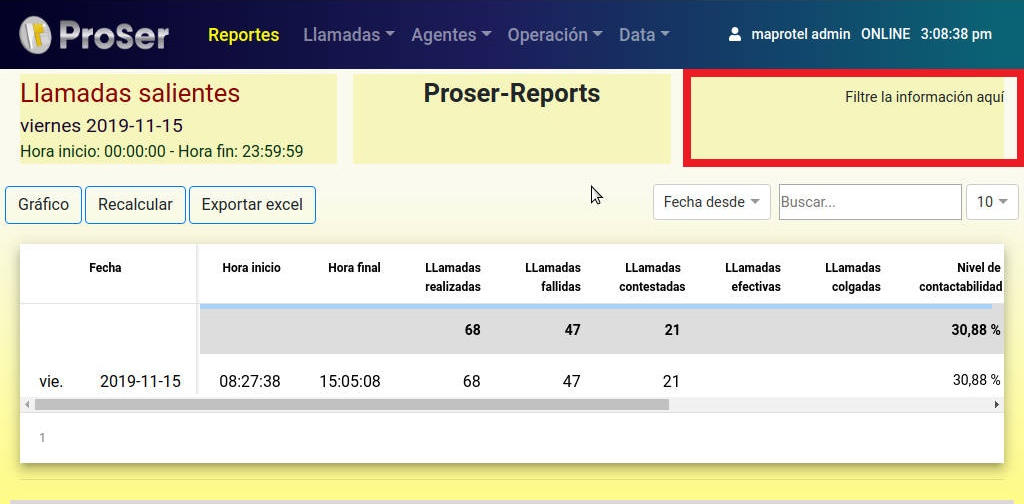 ProSer Reportes Llamadas Agentes Operación Data maprotel admin ONLINE 3:08:38 pm
Llamadas salientes
viernes 2019-11-15
Hora inicio: 00:00:00 - Hora fin: 23:59:59
Proser-Reports
Filtre la información aquí
Gráfico Recalcular Exportar excel Fecha desde Buscar... 10
Fecha Hora inicio Hora final LLamadas realizadas LLamadas fallidas LLamadas contestadas LLamadas efectivas LLamadas colgadas Nivel de contactabilidad
68 47 21 30,88 %
vie. 2019-11-15 08:27:38 15:05:08 68 47 21 30,88 %
1